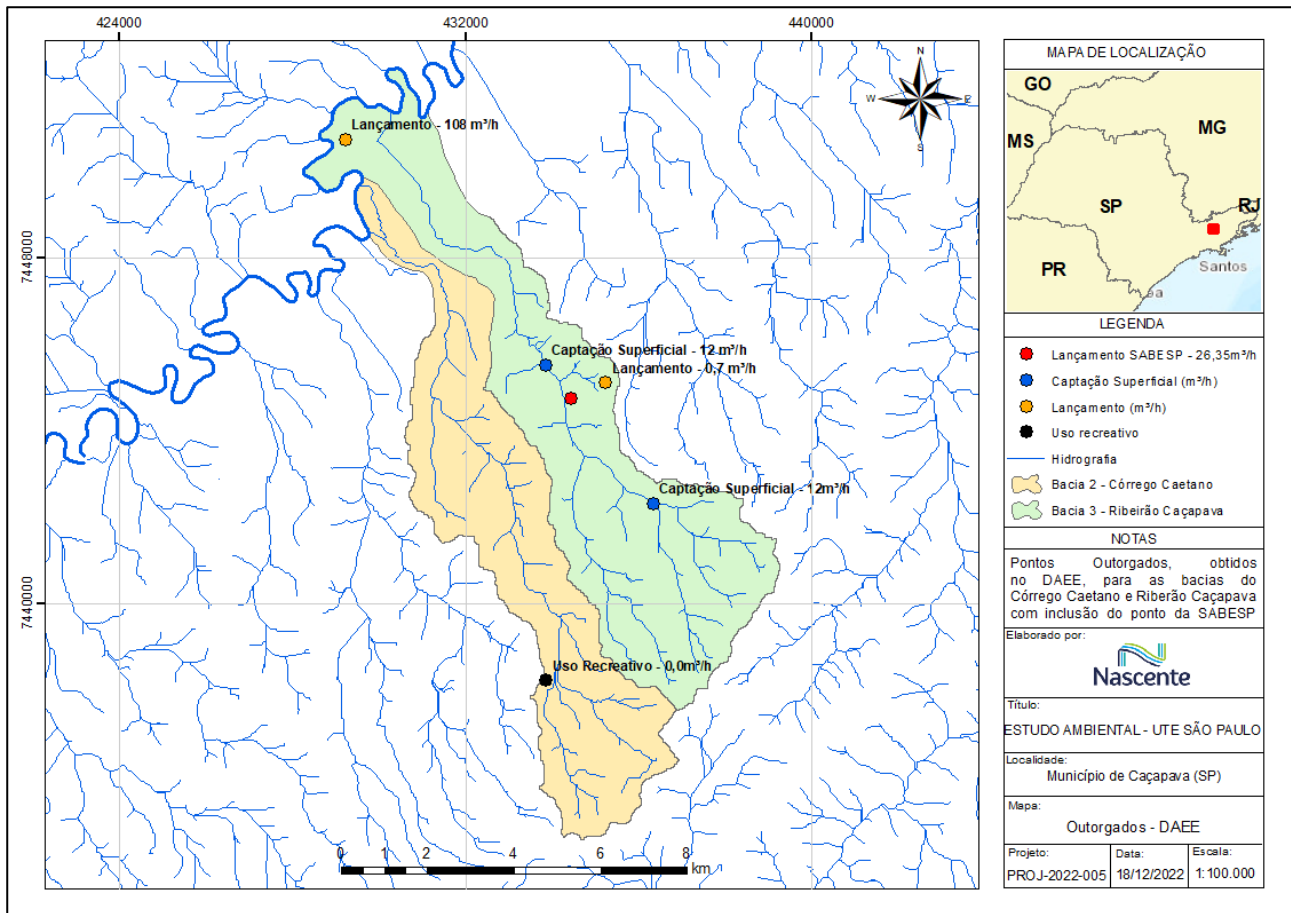 424000
432000
440000
7448000
7440000
N
W
E
S
Lançamento - 108 m³/h
Captação Superficial - 12 m³/h
Lançamento - 0,7 m³/h
Captação Superficial - 12m³/h
Uso Recreativo - 0,0m³/h
0 1 2 4 6 8
km
MAPA DE LOCALIZAÇÃO
GO
MS
MG
SP
RJ
PR
Santos
LEGENDA
Lançamento SABESP - 26,35m³/h
Captação Superficial (m³/h)
Lançamento (m³/h)
Uso recreativo
Hidrografia
Bacia 2 - Córrego Caetano
Bacia 3 - Ribeirão Caçapava
NOTAS
Pontos Outorgados, obtidos
no DAEE, para as bacias do
Córrego Caetano e Riberão Caçapava
com inclusão do ponto da SABESP
Elaborado por:
Nascente
Título:
ESTUDO AMBIENTAL - UTE SÃO PAULO
Localidade:
Município de Caçapava (SP)
Mapa:
Outorgados - DAEE
Projeto:
PROJ-2022-005
Data:
18/12/2022
Escala:
1:100.000